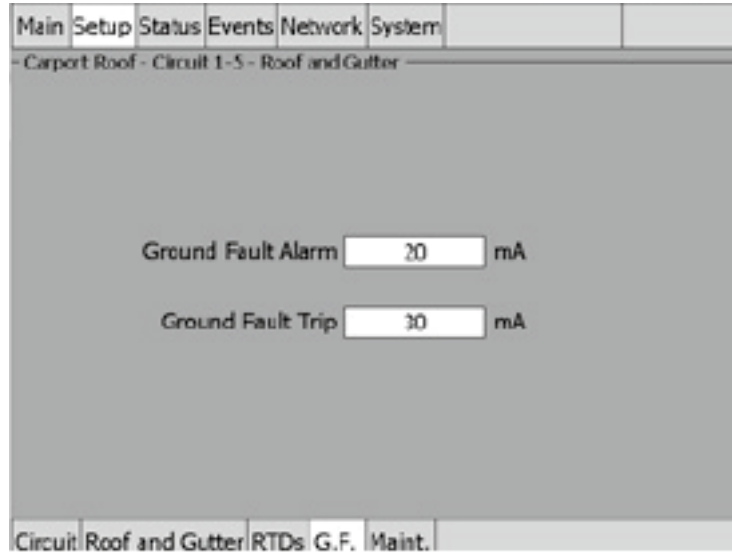 Main Setup Status Events Network System
Carport Roof - Circuit 1-5 - Roof and Gutter
Ground Fault Alarm 20 mA
Ground Fault Trip 30 mA
Circuit Roof and Gutter RTDs G.F. Maint.